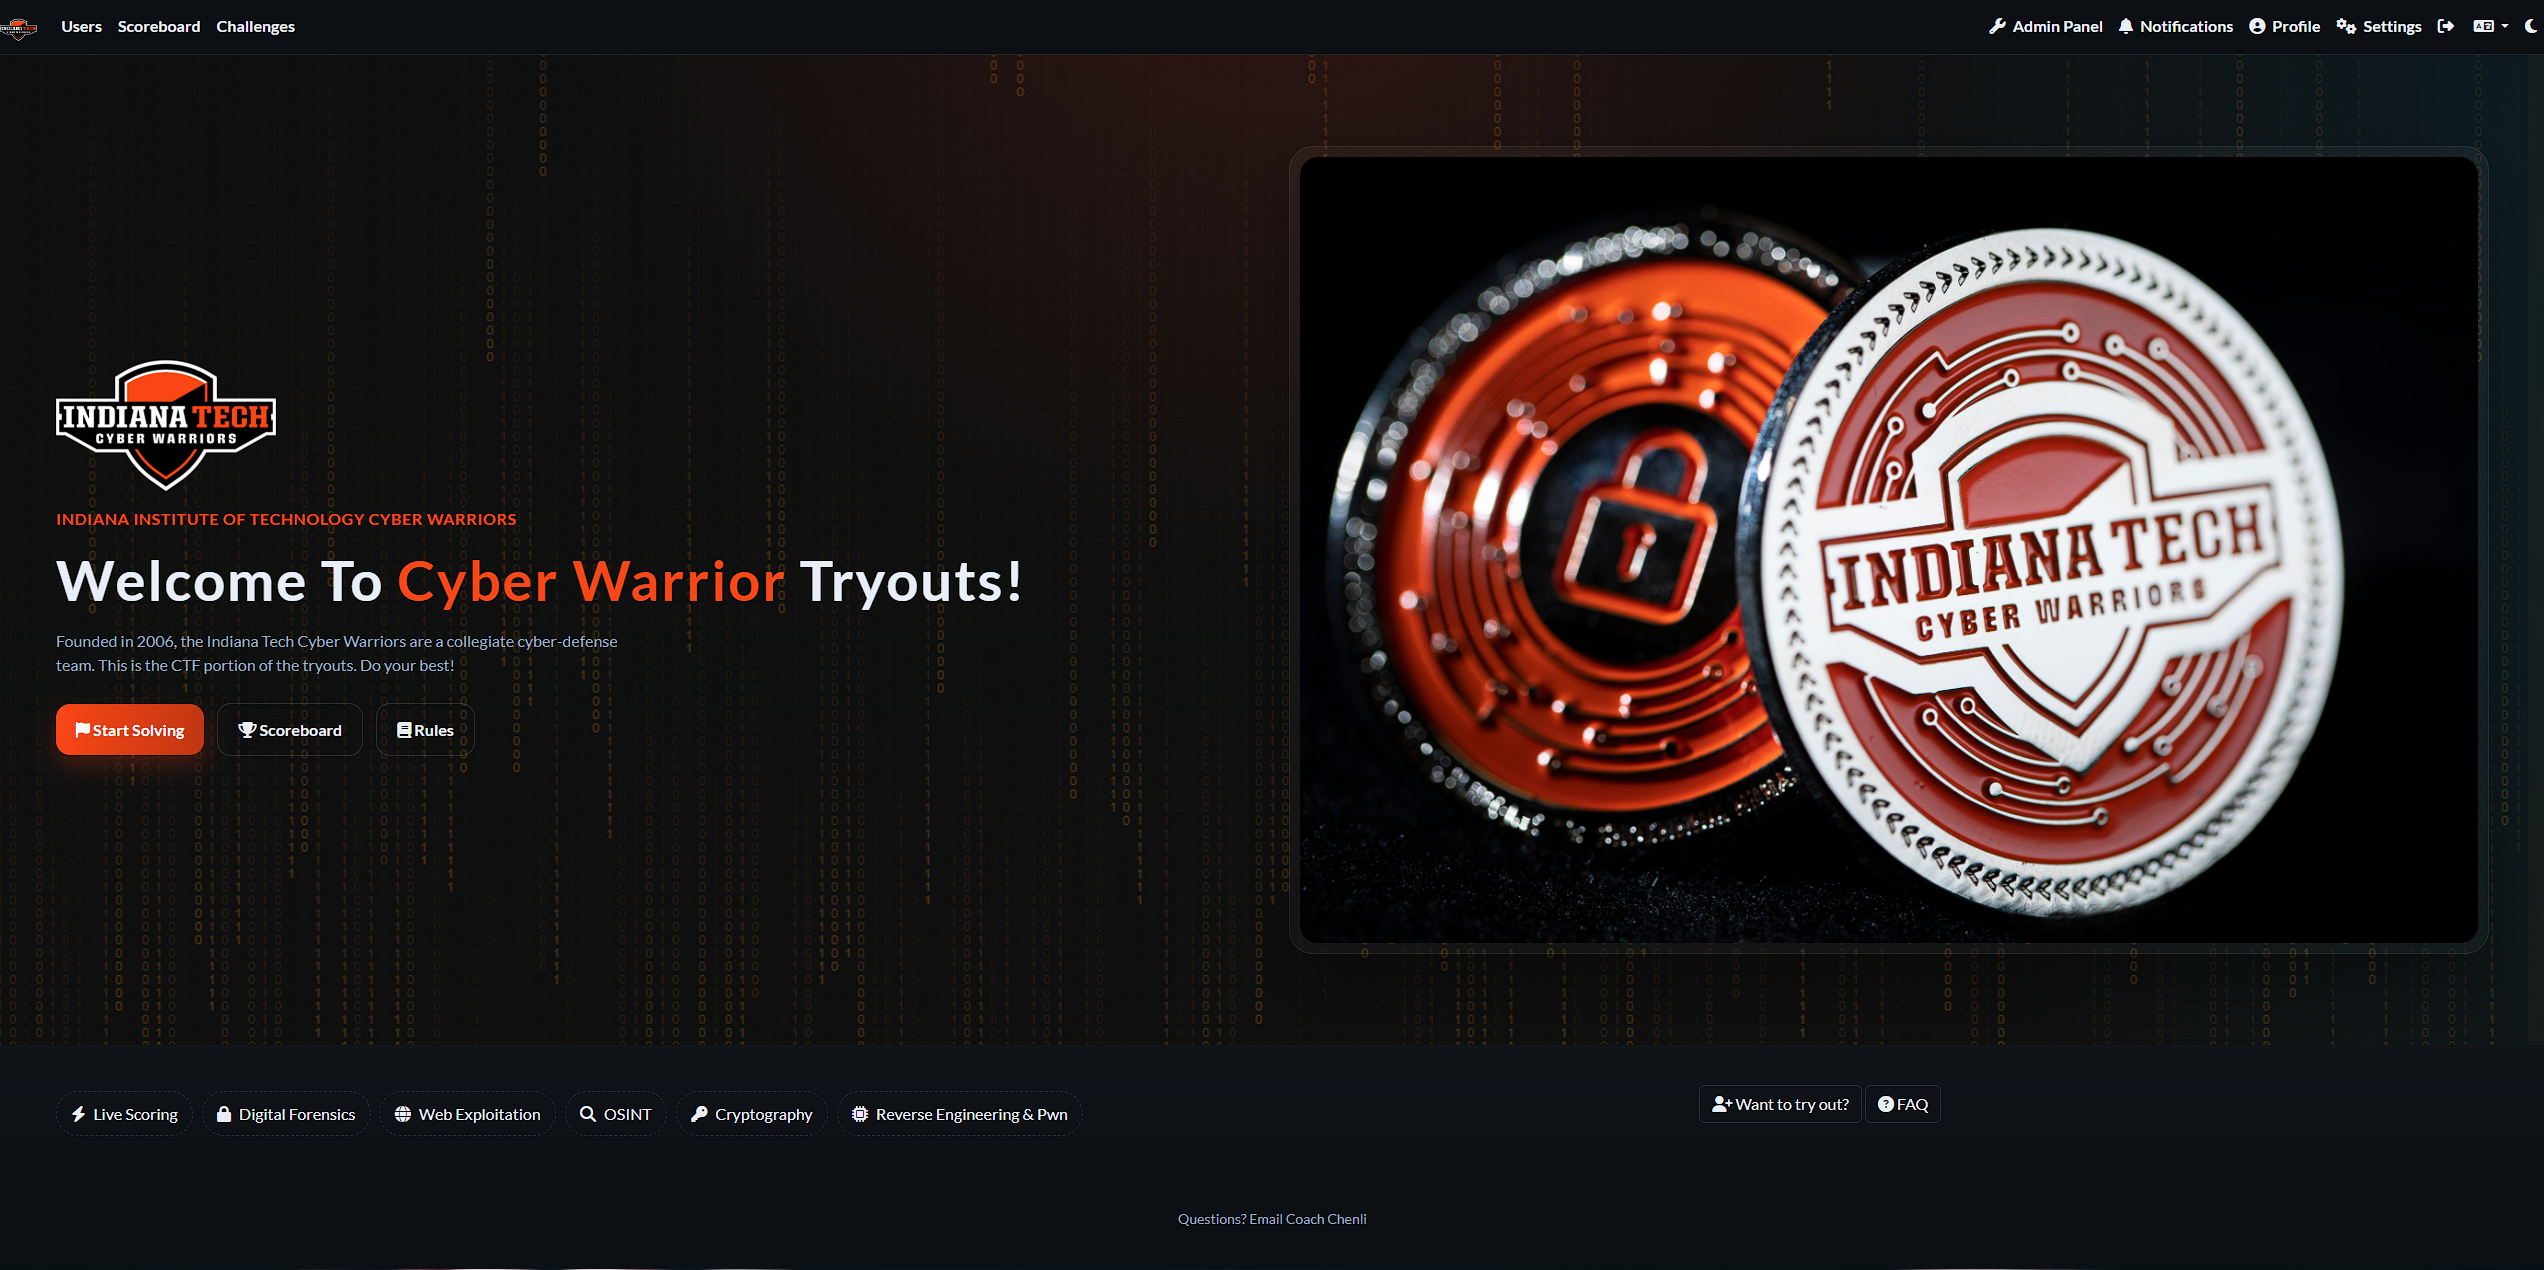 Users Scoreboard Challenges
Admin Panel Notifications Profile Settings
INDIANA TECH
CYBER WARRIORS
INDIANA INSTITUTE OF TECHNOLOGY CYBER WARRIORS
Welcome To Cyber Warrior Tryouts!
Founded in 2006, the Indiana Tech Cyber Warriors are a collegiate cyber-defense
team. This is the CTF portion of the tryouts. Do your best!
Start Solving Scoreboard Rules
INDIANA TECH
CYBER WARRIORS
Live Scoring Digital Forensics Web Exploitation OSINT Cryptography Reverse Engineering & Pwn
Want to try out? FAQ
Questions? Email Coach Chenli